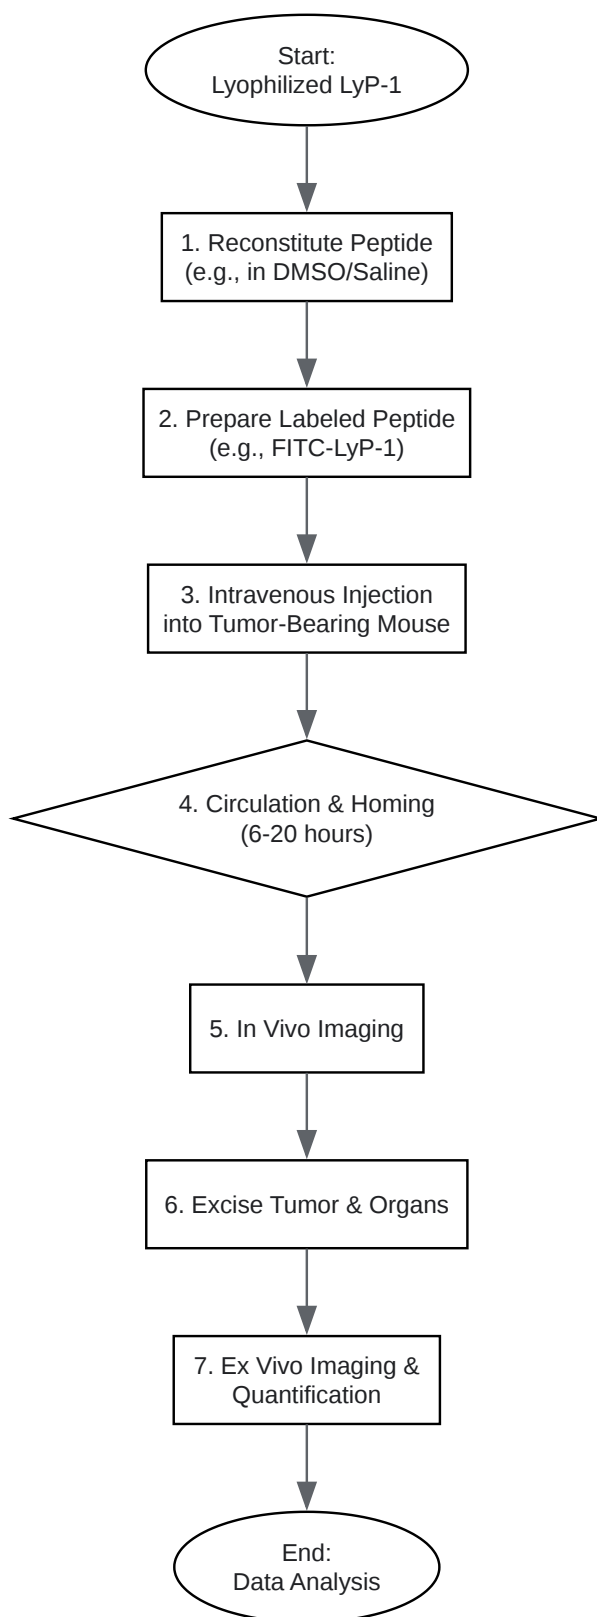 Start:
Lyophilized LyP-1
1. Reconstitute Peptide
(e.g., in DMSO/Saline)
2. Prepare Labeled Peptide
(e.g., FITC-LyP-1)
3. Intravenous Injection
into Tumor-Bearing Mouse
4. Circulation & Homing
(6-20 hours)
5. In Vivo Imaging
6. Excise Tumor & Organs
7. Ex Vivo Imaging &
Quantification
End:
Data Analysis